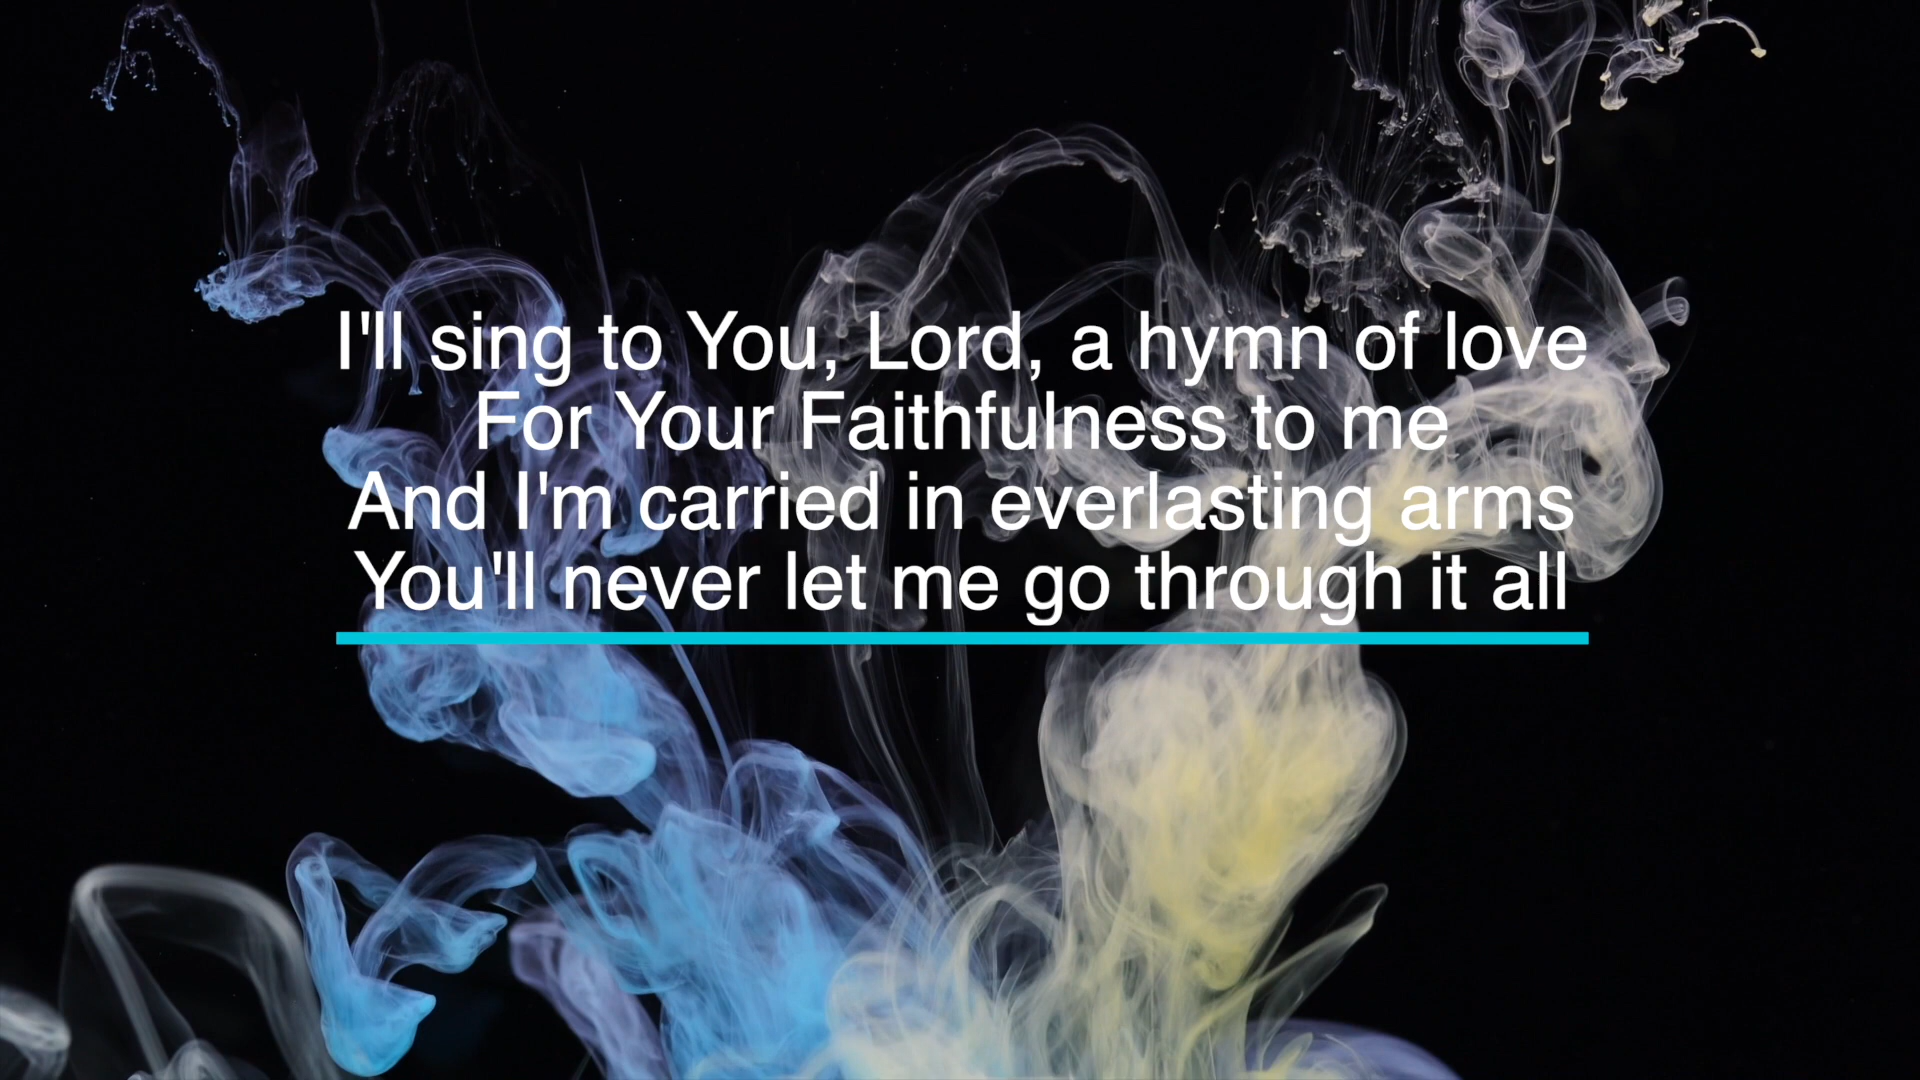 I'll sing to You, Lord, a hymn of love
For Your Faithfulness to me
And I'm carried in everlasting arms
You'll never let me go through it all